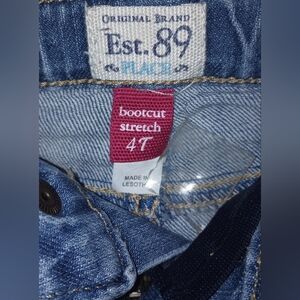 ORIGINAL BRAND
Est. 89
PLACE
bootcut
stretch
4T
MADE IN
LESOTHO